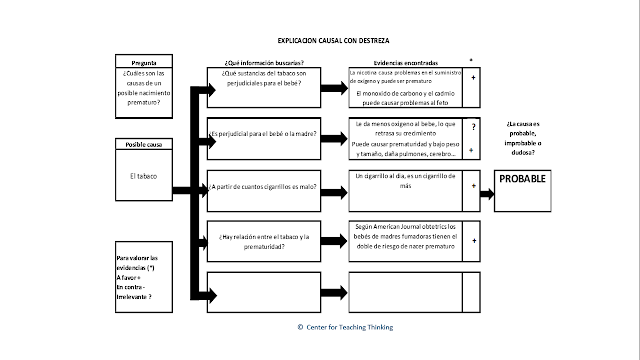 EXPLICACION CAUSAL CON DESTREZA
Pregunta
¿Cuáles son las
causas de un
posible nacimiento
prematuro?
Posible causa
El tabaco
Para valorar las
evidencias (*)
A favor +
En contra -
Irrelevante ?
¿Qué información buscarías?
¿Qué sustancias del tabaco son
perjudiciales para el bebé?
¿Es perjudicial para el bebé o la madre?
¿A partir de cuantos cigarrillos es malo?
¿Hay relación entre el tabaco y la
prematuridad?
Evidencias encontradas
*
La nicotina causa problemas en el suministro
de oxigeno y puede ser prematuro
+
El monoxido de carbono y el cadmio
puede causar problemas al feto
Le da menos oxigeno al bebe, lo que
retrasa su crecimiento
?
Puede causar prematuridad y bajo peso
y tamaño, daña pulmones, cerebro...
+
Un cigarrillo al dia, es un cigarrillo de
más
+
Según American Journal obtetrics los
bebés de madres fumadoras tienen el
doble de riesgo de nacer prematuro
+
¿La causa es
probable,
improbable o
dudosa?
PROBABLE
© Center for Teaching Thinking